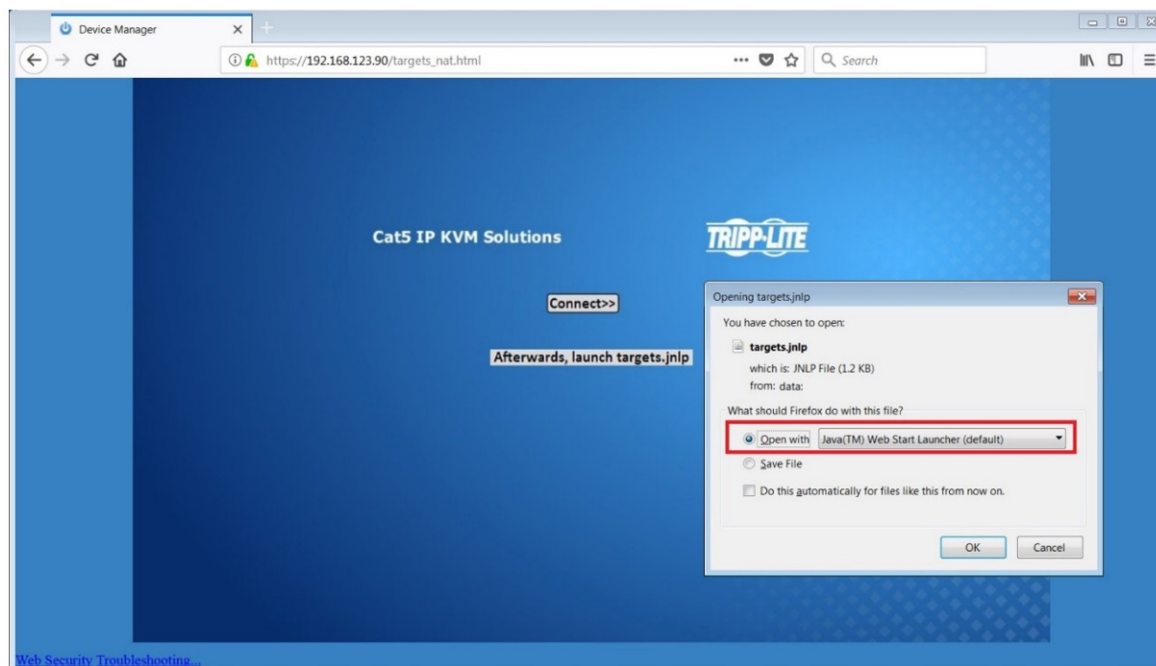 Device Manager
https://192.168.123.90/targets_nat.html
Search
Cat5 IP KVM Solutions
TRIPP·LITE
Connect>>
Afterwards, launch targets.jnlp
Opening targets.jnlp
You have chosen to open:
targets.jnlp
which is: JNLP File (1.2 KB)
from: data:
What should Firefox do with this file?
Open with Java(TM) Web Start Launcher (default)
Save File
Do this automatically for files like this from now on.
OK Cancel
Web Security Troubleshooting...